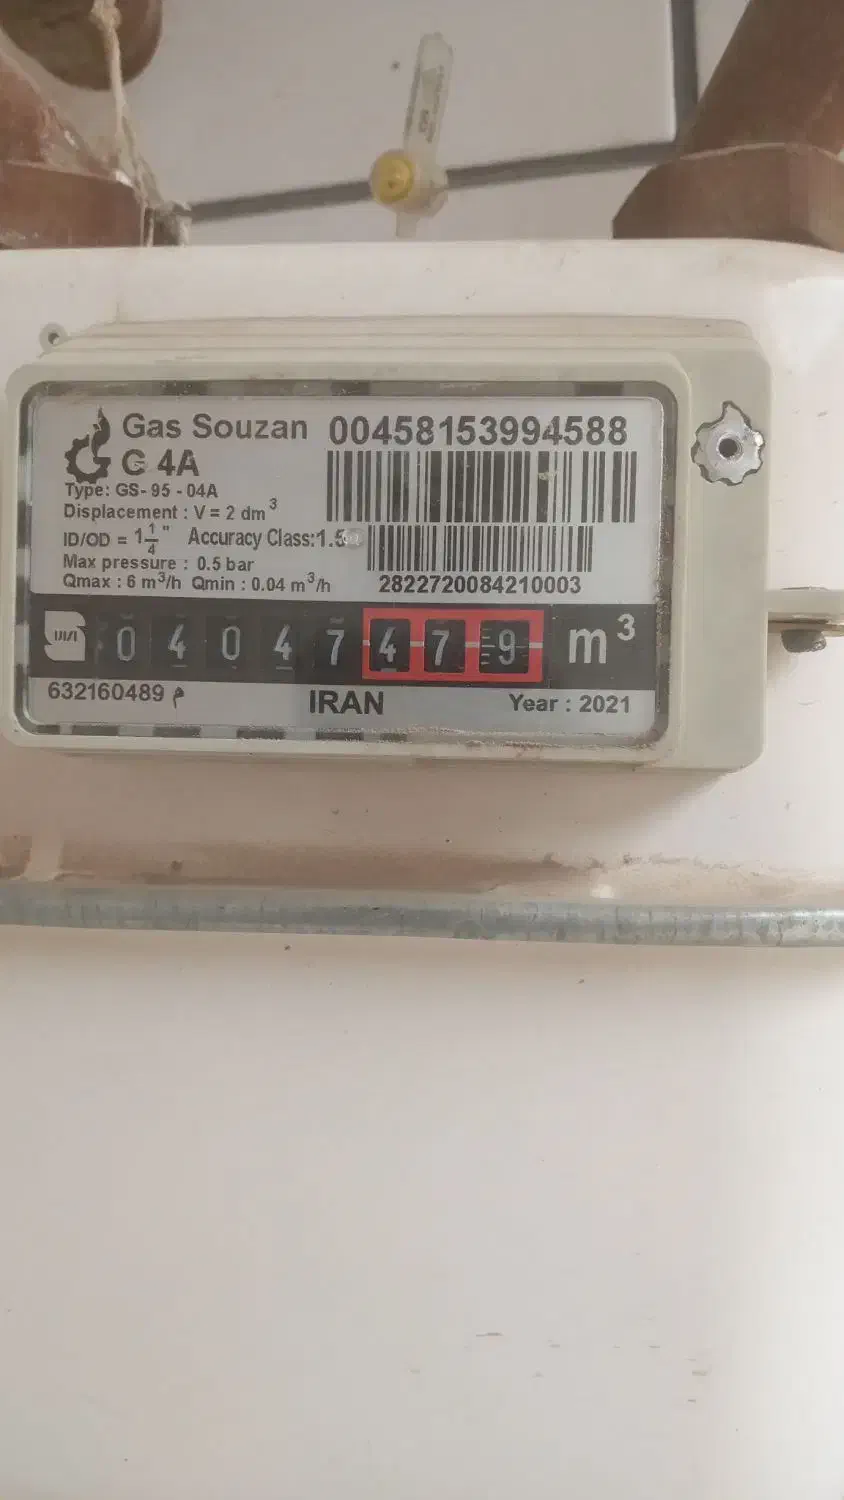 Gas Souzan 00458153994588
G 4A
Type: GS- 95 - 04A
Displacement : V = 2 dm³
ID/OD = 1 1/4 " Accuracy Class:1.5
Max pressure : 0.5 bar
Qmax : 6 m³/h Qmin : 0.04 m³/h
2822720084210003
0 4 0 4 7 4 7 9 m³
632160489 م IRAN Year : 2021